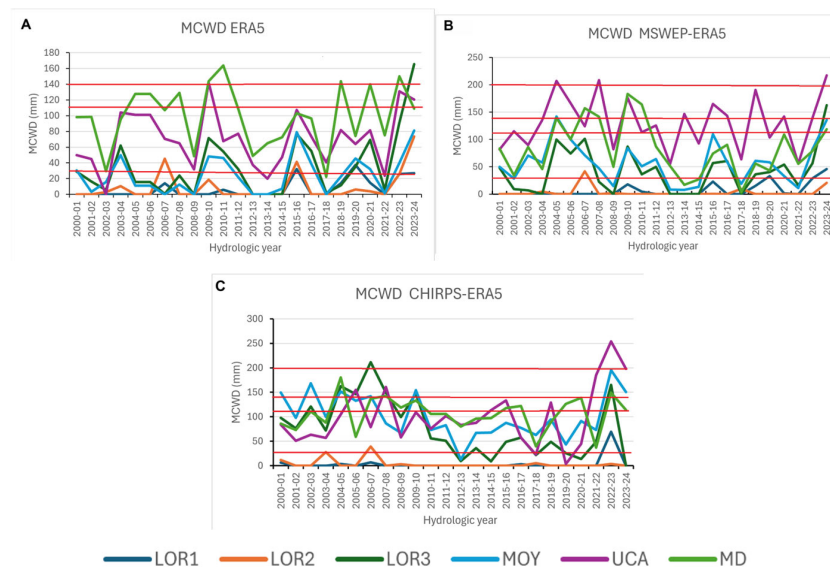 A
MCWD ERA5
180
160
140
120
100
80
60
40
20
0
MCWD (mm)
2000-01 2001-02 2002-03 2003-04 2004-05 2005-06 2006-07 2007-08 2008-09 2009-10 2010-11 2011-12 2012-13 2013-14 2014-15 2015-16 2016-17 2017-18 2018-19 2019-20 2020-21 2021-22 2022-23 2023-24
Hydrologic year
B
MCWD MSWEP-ERA5
250
200
150
100
50
0
MCWD (mm)
2000-01 2001-02 2002-03 2003-04 2004-05 2005-06 2006-07 2007-08 2008-09 2009-10 2010-11 2011-12 2012-13 2013-14 2014-15 2015-16 2016-17 2017-18 2018-19 2019-20 2020-21 2021-22 2022-23 2023-24
Hydrologic year
C
MCWD CHIRPS-ERA5
300
250
200
150
100
50
0
MCWD (mm)
2000-01 2001-02 2002-03 2003-04 2004-05 2005-06 2006-07 2007-08 2008-09 2009-10 2010-11 2011-12 2012-13 2013-14 2014-15 2015-16 2016-17 2017-18 2018-19 2019-20 2020-21 2021-22 2022-23 2023-24
Hydrologic year
LOR1 LOR2 LOR3 MOY UCA MD